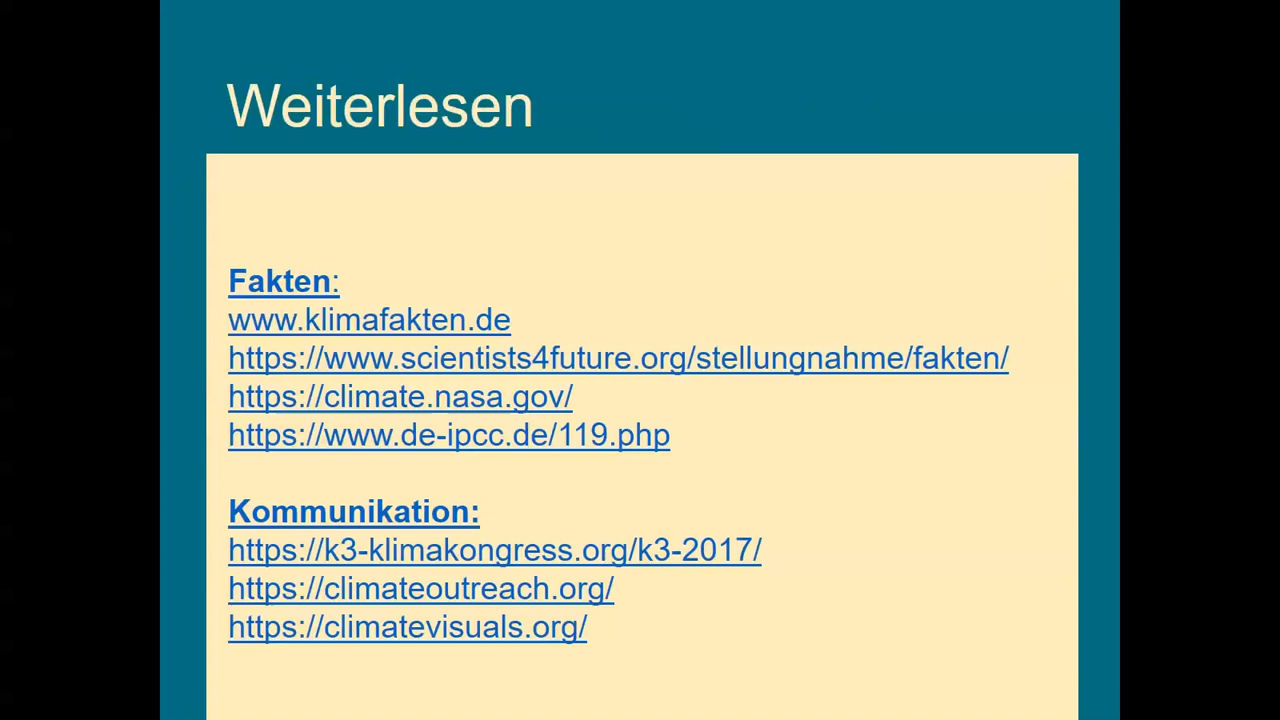 Weiterlesen
Fakten:
www.klimafakten.de
https://www.scientists4future.org/stellungnahme/fakten/
https://climate.nasa.gov/
https://www.de-ipcc.de/119.php
Kommunikation:
https://k3-klimakongress.org/k3-2017/
https://climateoutreach.org/
https://climatevisuals.org/